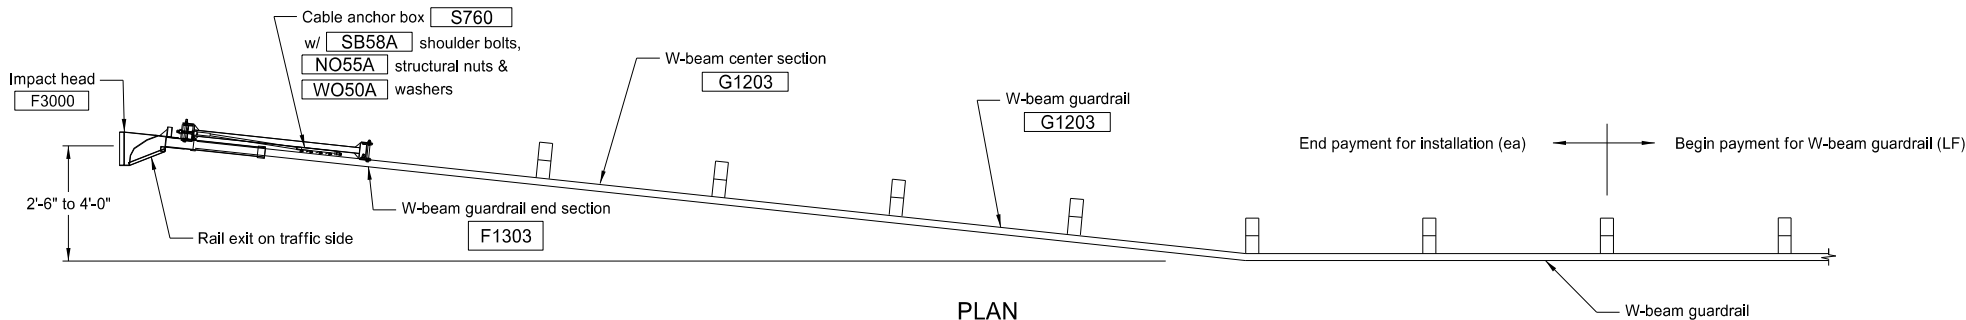 Cable anchor box S760
w/ SB58A shoulder bolts,
NO55A structural nuts &
WO50A washers
Impact head
F3000
W-beam center section
G1203
W-beam guardrail
G1203
End payment for installation (ea)
Begin payment for W-beam guardrail (LF)
2'-6" to 4'-0"
W-beam guardrail end section
F1303
Rail exit on traffic side
W-beam guardrail
PLAN